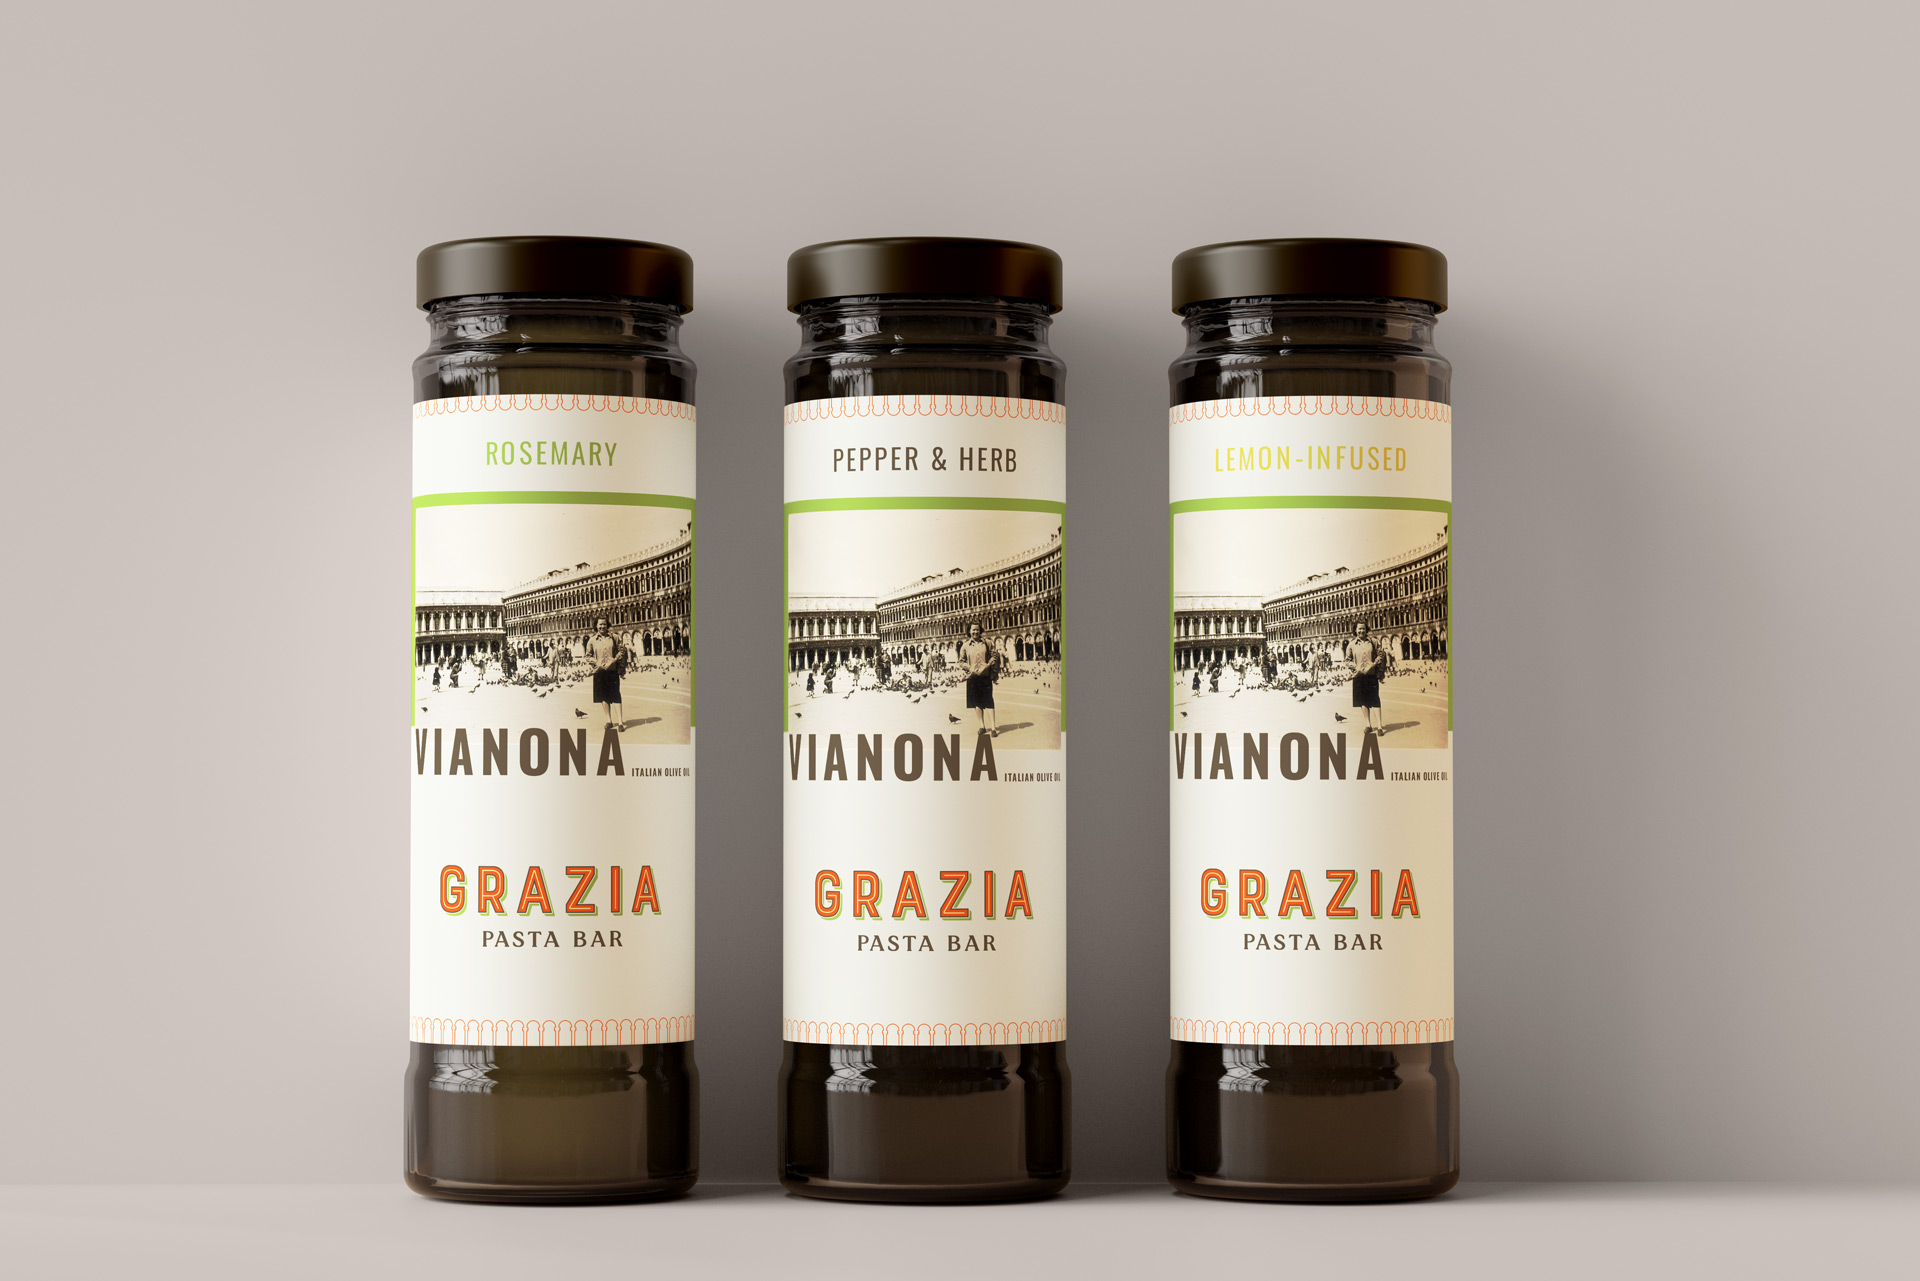 ROSEMARY
VIANONA
ITALIAN OLIVE OIL
GRAZIA
PASTA BAR
PEPPER & HERB
VIANONA
ITALIAN OLIVE OIL
GRAZIA
PASTA BAR
LEMON-INFUSED
VIANONA
ITALIAN OLIVE OIL
GRAZIA
PASTA BAR